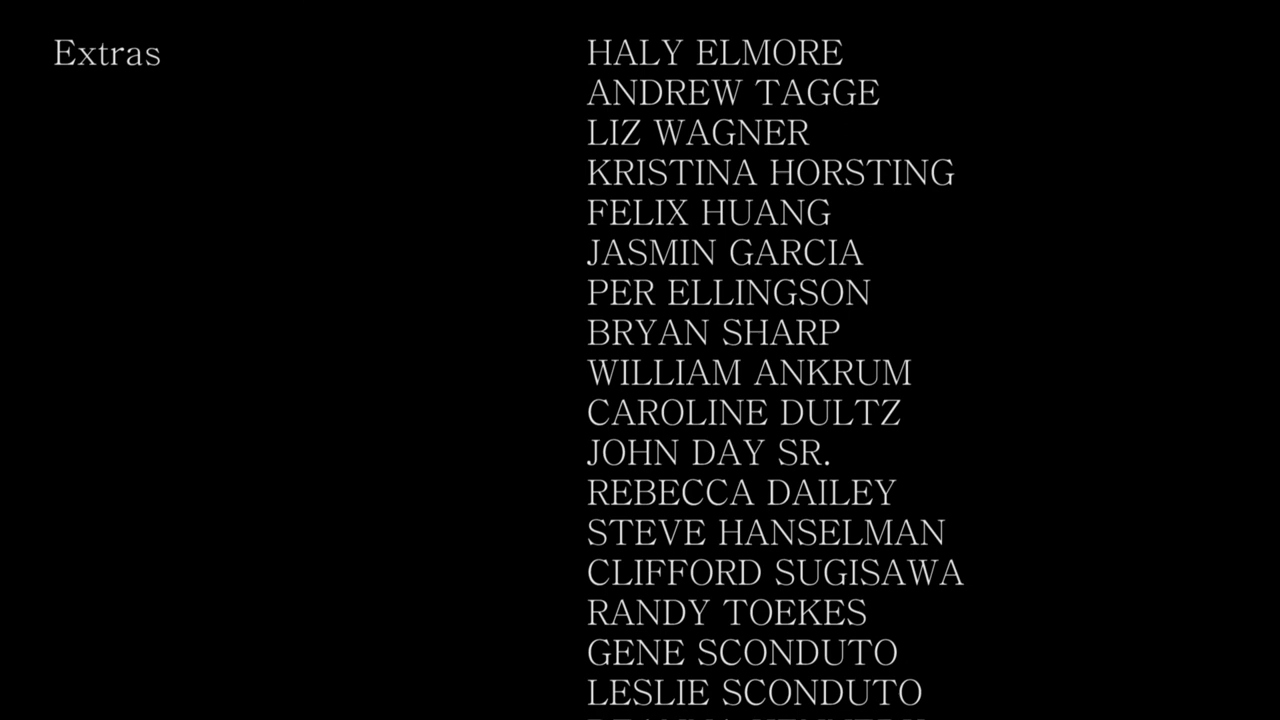 Extras
HALY ELMORE
ANDREW TAGGE
LIZ WAGNER
KRISTINA HORSTING
FELIX HUANG
JASMIN GARCIA
PER ELLINGSON
BRYAN SHARP
WILLIAM ANKRUM
CAROLINE DULTZ
JOHN DAY SR.
REBECCA DAILEY
STEVE HANSELMAN
CLIFFORD SUGISAWA
RANDY TOEKES
GENE SCONDUTO
LESLIE SCONDUTO